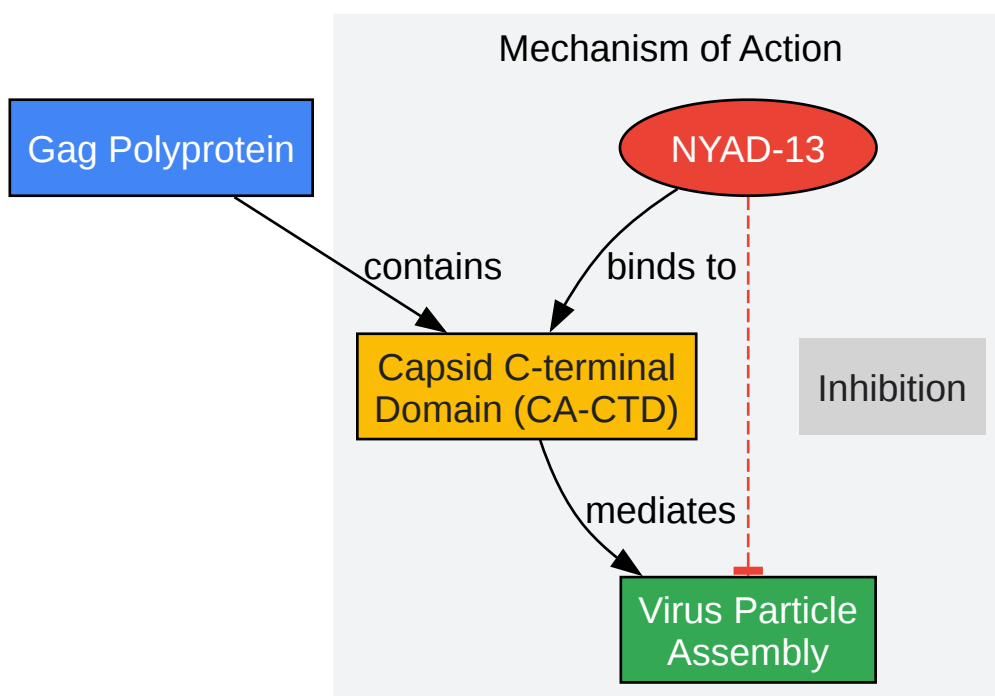 Mechanism of Action
Gag Polyprotein
NYAD-13
contains
binds to
Capsid C-terminal
Domain (CA-CTD)
Inhibition
mediates
Virus Particle
Assembly